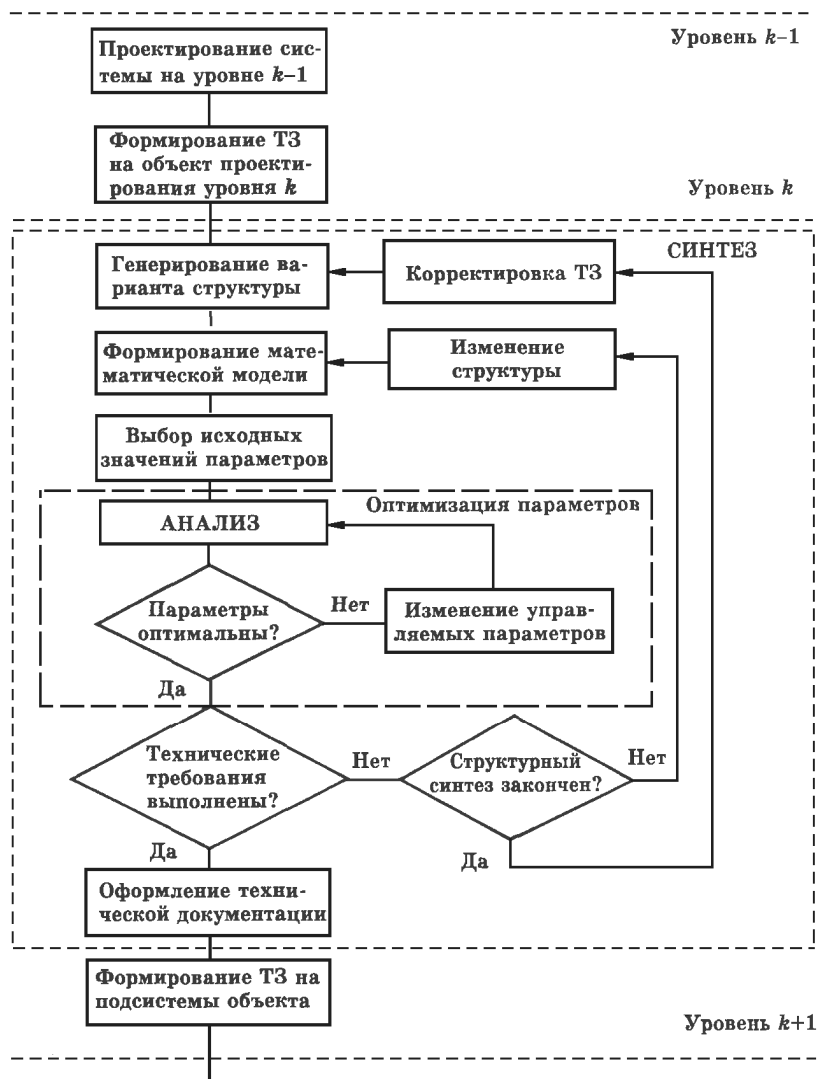 Уровень k–1
Проектирование сис-
темы на уровне k–1
Формирование ТЗ
на объект проекти-
рования уровня k
Уровень k
СИНТЕЗ
Генерирование ва-
рианта структуры
Корректировка ТЗ
Формирование мате-
матической модели
Изменение
структуры
Выбор исходных
значений параметров
Оптимизация параметров
АНАЛИЗ
Параметры
оптимальны?
Нет
Изменение управ-
ляемых параметров
Да
Технические
требования
выполнены?
Нет
Структурный
синтез закончен?
Нет
Да
Да
Оформление техни-
ческой документации
Формирование ТЗ на
подсистемы объекта
Уровень k+1